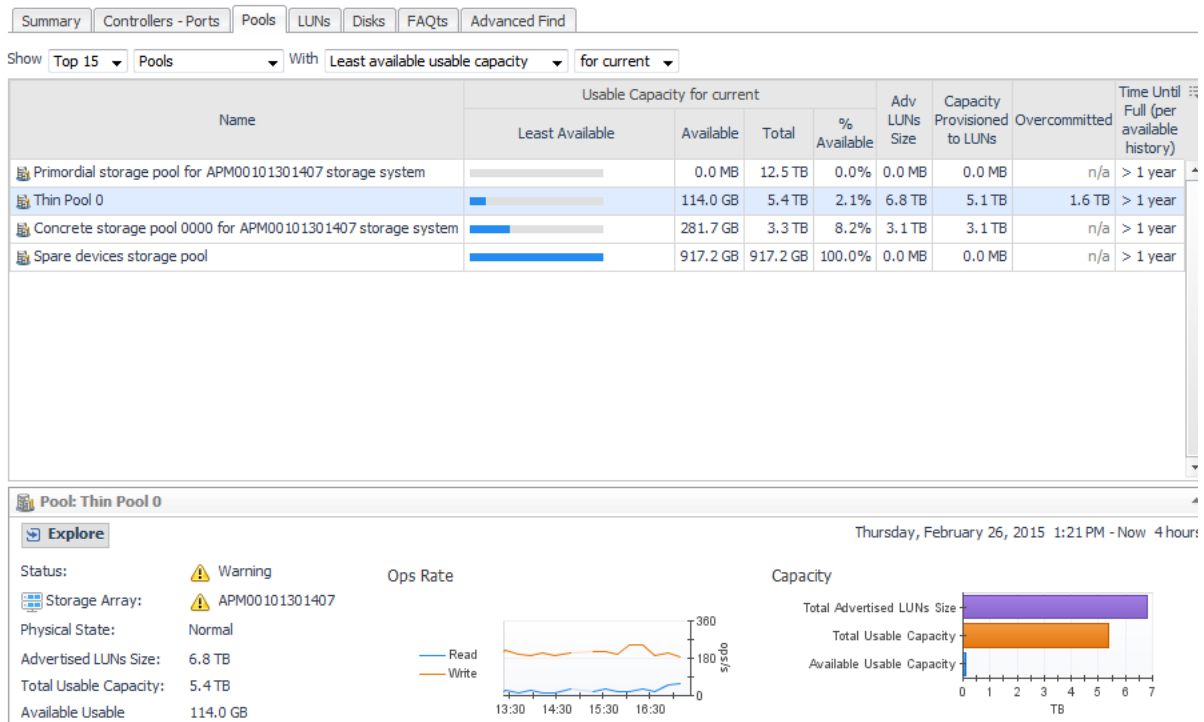 Summary Controllers - Ports Pools LUNs Disks FAQts Advanced Find
Show Top 15 Pools With Least available usable capacity for current
Name Usable Capacity for current Adv LUNs Size Capacity Provisioned to LUNs Overcommitted Time Until Full (per available history)
Least Available Available Total % Available
Primordial storage pool for APM00101301407 storage system 0.0 MB 12.5 TB 0.0% 0.0 MB 0.0 MB n/a > 1 year
Thin Pool 0 114.0 GB 5.4 TB 2.1% 6.8 TB 5.1 TB 1.6 TB > 1 year
Concrete storage pool 0000 for APM00101301407 storage system 281.7 GB 3.3 TB 8.2% 3.1 TB 3.1 TB n/a > 1 year
Spare devices storage pool 917.2 GB 917.2 GB 100.0% 0.0 MB 0.0 MB n/a > 1 year
Pool: Thin Pool 0
Explore Thursday, February 26, 2015 1:21 PM - Now 4 hours
Status: Warning
Storage Array: APM00101301407
Physical State: Normal
Advertised LUNs Size: 6.8 TB
Total Usable Capacity: 5.4 TB
Available Usable 114.0 GB
Ops Rate
Read
Write
360
180
0
ops/s
13:30 14:30 15:30 16:30
Capacity
Total Advertised LUNs Size
Total Usable Capacity
Available Usable Capacity
0 1 2 3 4 5 6 7
TB